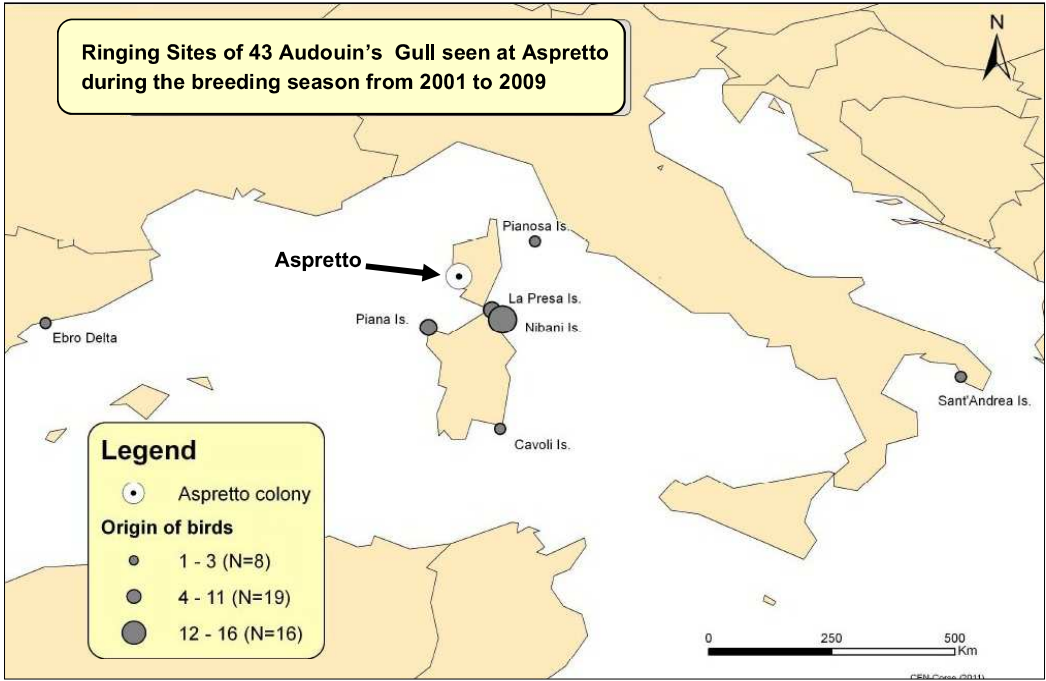 Ringing Sites of 43 Audouin's  Gull seen at Aspretto
during the breeding season from 2001 to 2009
N
Pianosa Is.
Aspretto
La Presa Is.
Piana Is.
Nibani Is.
Ebro Delta
Sant'Andrea Is.
Cavoli Is.
Legend
Aspretto colony
Origin of birds
1 - 3 (N=8)
4 - 11 (N=19)
12 - 16 (N=16)
0 250 500
Km
CEN-Corse (2011)